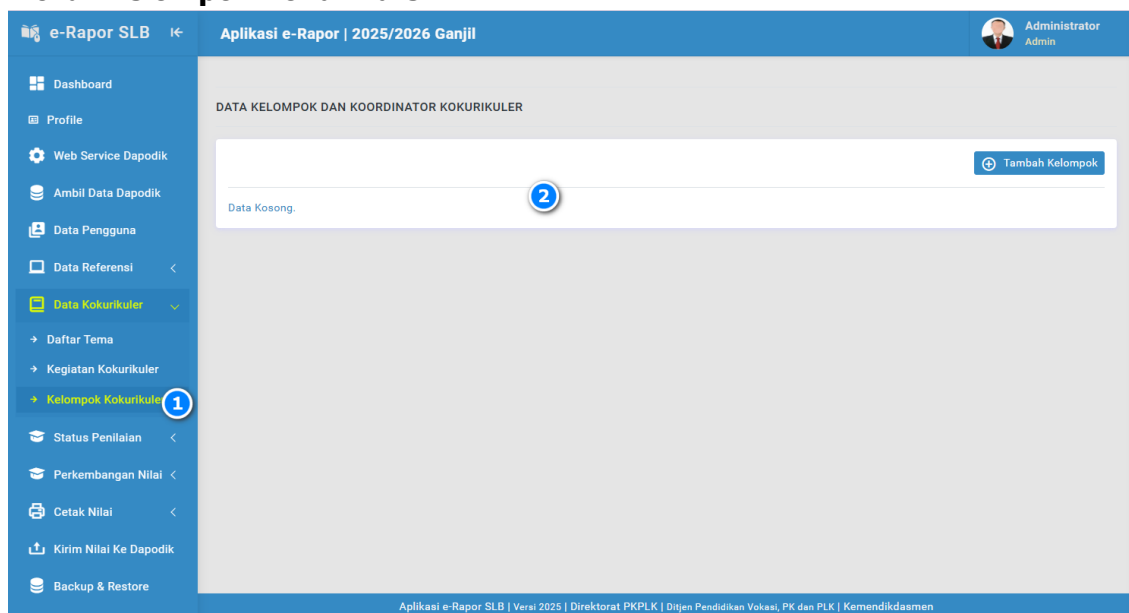 e-Rapor SLB
Aplikasi e-Rapor | 2025/2026 Ganjil
Administrator
Admin
Dashboard
Profile
Web Service Dapodik
Ambil Data Dapodik
Data Pengguna
Data Referensi
Data Kokurikuler
Daftar Tema
Kegiatan Kokurikuler
Kelompok Kokurikule
1
Status Penilaian
Perkembangan Nilai
Cetak Nilai
Kirim Nilai Ke Dapodik
Backup & Restore
DATA KELOMPOK DAN KOORDINATOR KOKURIKULER
Tambah Kelompok
2
Data Kosong.
Aplikasi e-Rapor SLB | Versi 2025 | Direktorat PKPLK | Ditjen Pendidikan Vokasi, PK dan PLK | Kemendikdasmen